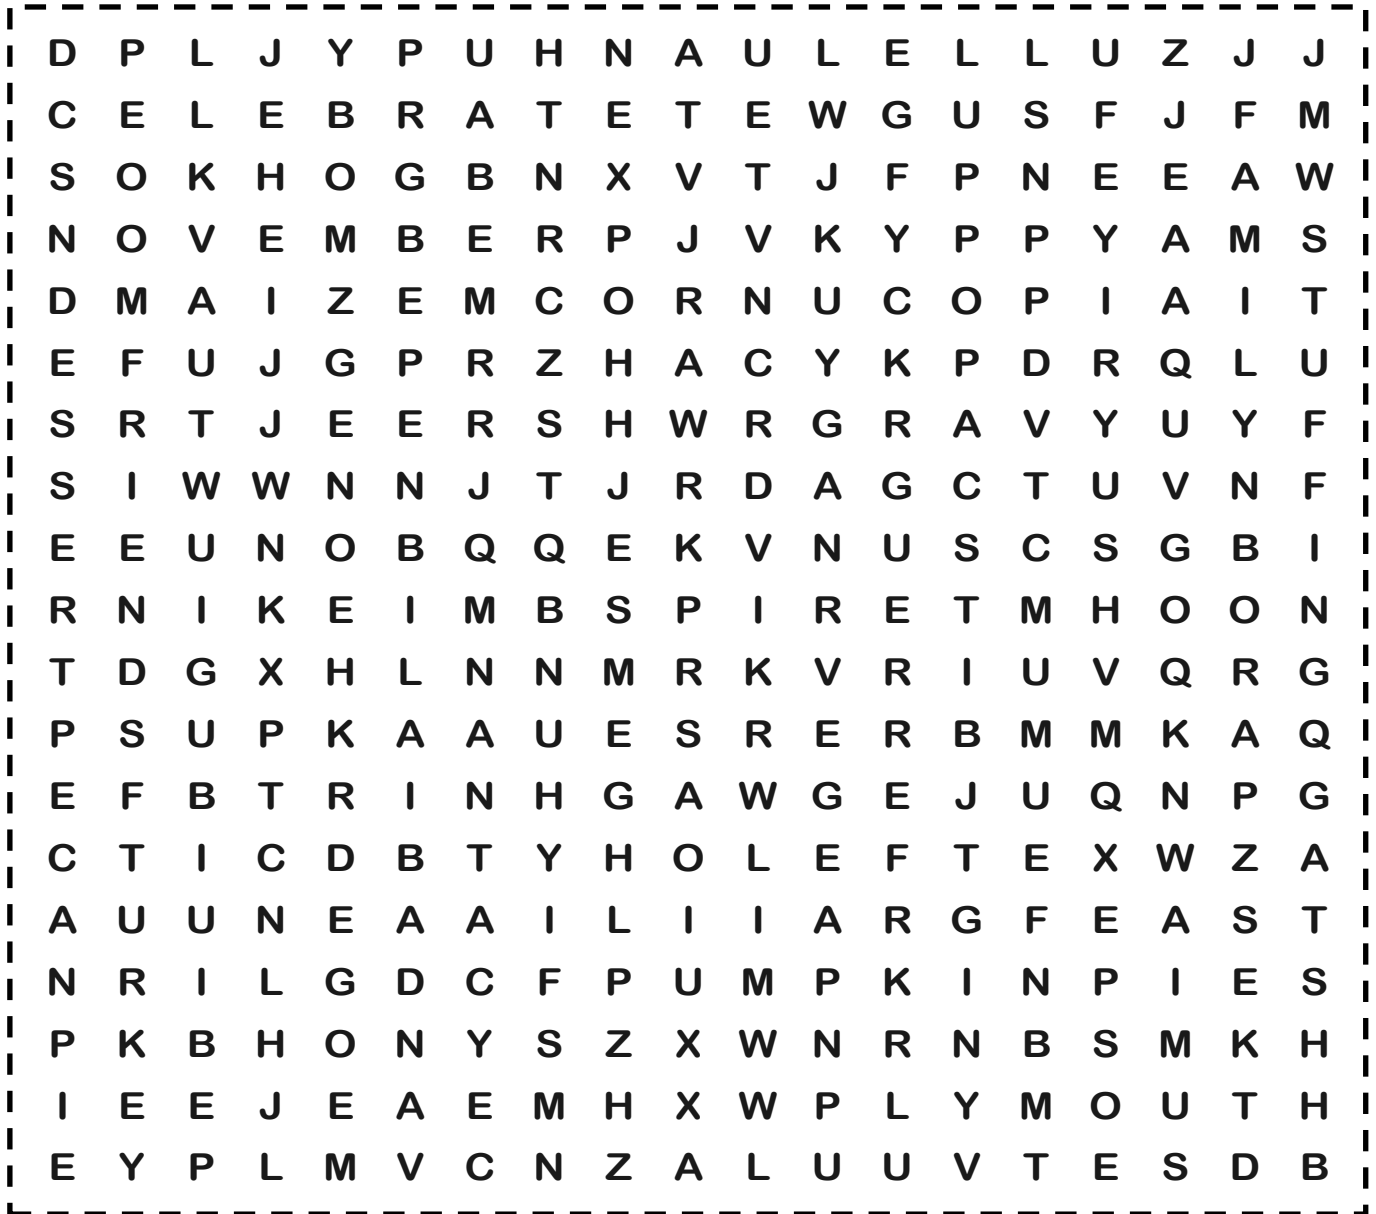 D P L J Y P U H N A U L E L L U Z J J
C E L E B R A T E T E W G U S F J F M
S O K H O G B N X V T J F P N E E A W
N O V E M B E R P J V K Y P P Y A M S
D M A I Z E M C O R N U C O P I A I T
E F U J G P R Z H A C Y K P D R Q L U
S R T J E E R S H W R G R A V Y U Y F
S I W W N N J T J R D A G C T U V N F
E E U N O B Q Q E K V N U S C S G B I
R N I K E I M B S P I R E T M H O O N
T D G X H L N N M R K V R I U V Q R G
P S U P K A A U E S R E R B M M K A Q
E F B T R I N H G A W G E J U Q N P G
C T I C D B T Y H O L E F T E X W Z A
A U U N E A A I L I I A R G F E A S T
N R I L G D C F P U M P K I N P I E S
P K B H O N Y S Z X W N R N B S M K H
I E E J E A E M H X W P L Y M O U T H
E Y P L M V C N Z A L U U V T E S D B